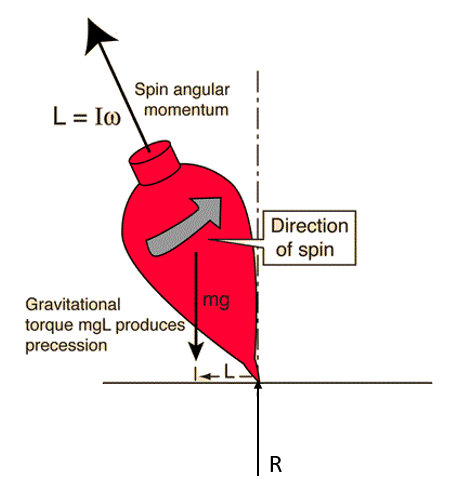 Spin angular
momentum
L = Iω
Direction
of spin
mg
Gravitational
torque mgL produces
precession
L
R